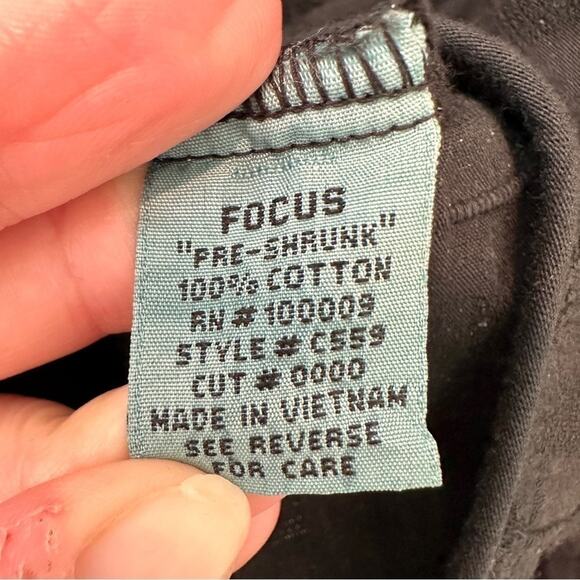 FOCUS
"PRE-SHRUNK"
100% COTTON
RN # 100009
STYLE # C559
CUT # 0000
MADE IN VIETNAM
SEE REVERSE
FOR CARE